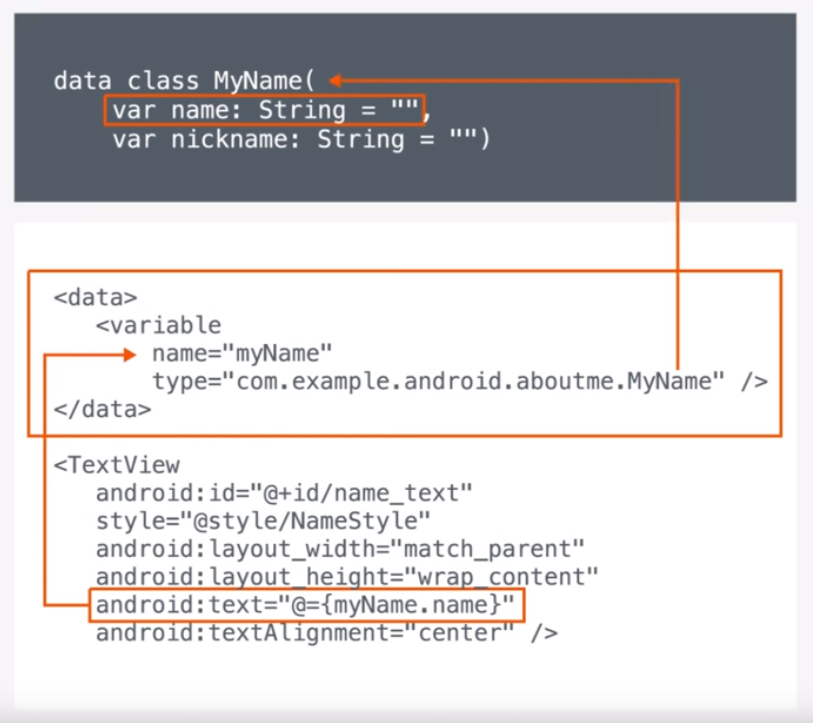 data class MyName(
var name: String = "",
var nickname: String = "")
<data>
<variable
name="myName"
type="com.example.android.aboutme.MyName" />
</data>
<TextView
android:id="@+id/name_text"
style="@style/NameStyle"
android:layout_width="match_parent"
android:layout_height="wrap_content"
android:text="@={myName.name}"
android:textAlignment="center" />